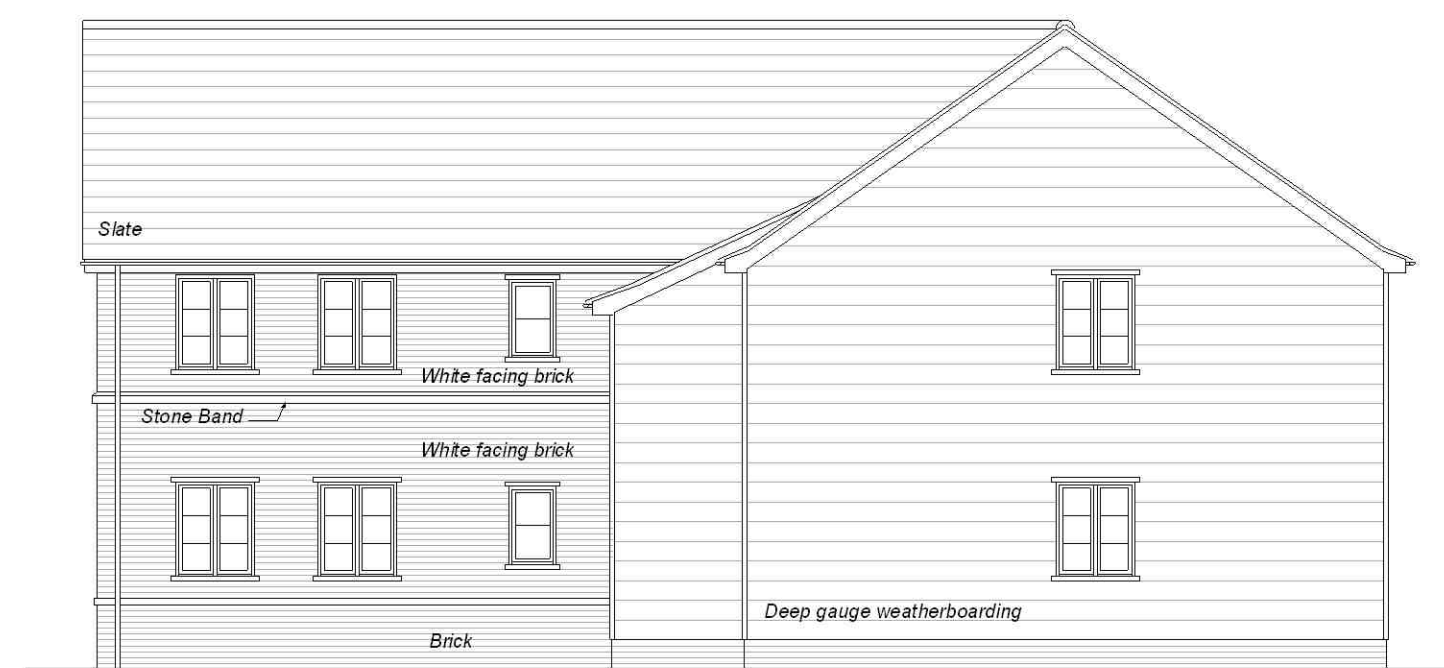 Slate
White facing brick
Stone Band
White facing brick
Deep gauge weatherboarding
Brick